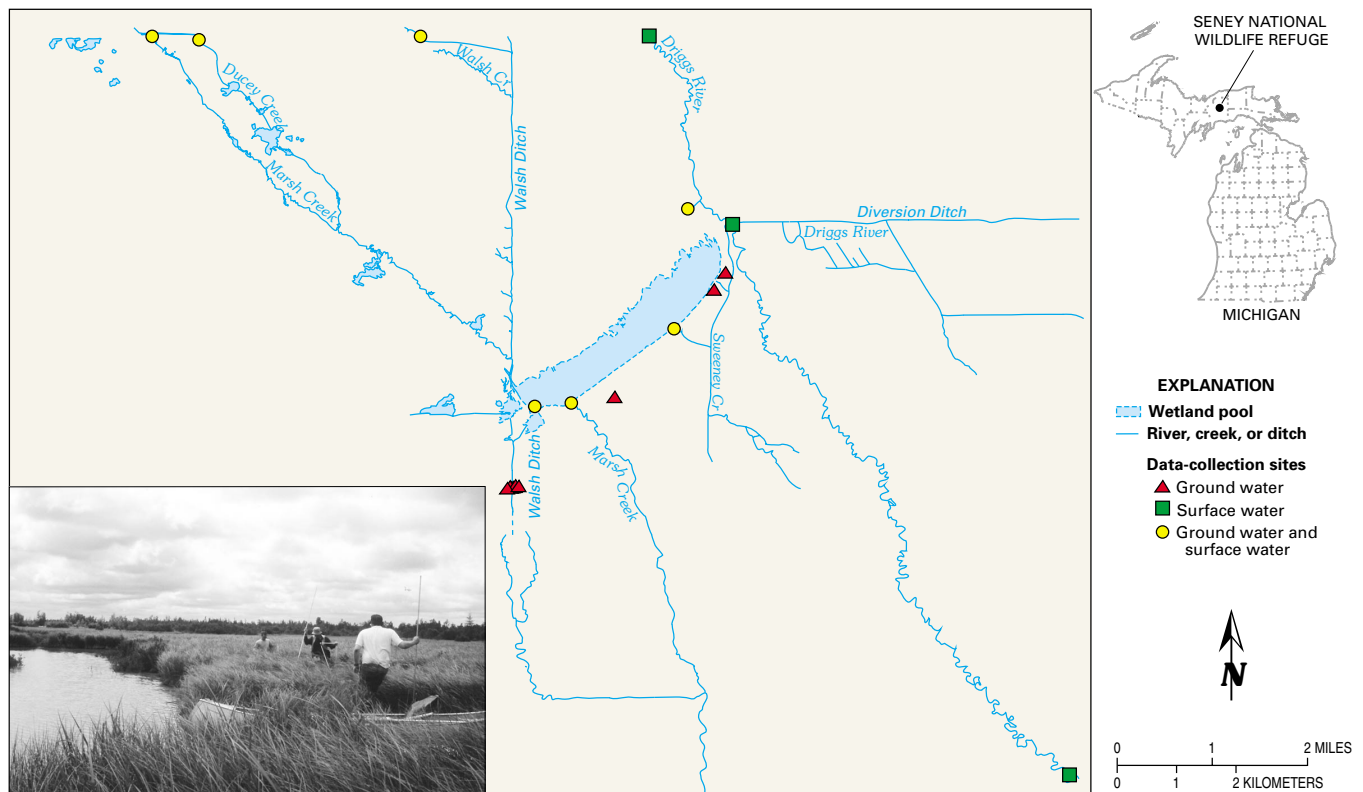 SENEY NATIONAL
WILDLIFE REFUGE
Driggs River
Walsh Cr
Ducey Creek
Walsh Ditch
Marsh Creek
Diversion Ditch
Driggs River
MICHIGAN
Sweeney Cr
Walsh Ditch
Marsh Creek
EXPLANATION
Wetland pool
River, creek, or ditch
Data-collection sites
Ground water
Surface water
Ground water and
surface water
N
0 1 2 MILES
0 1 2 KILOMETERS